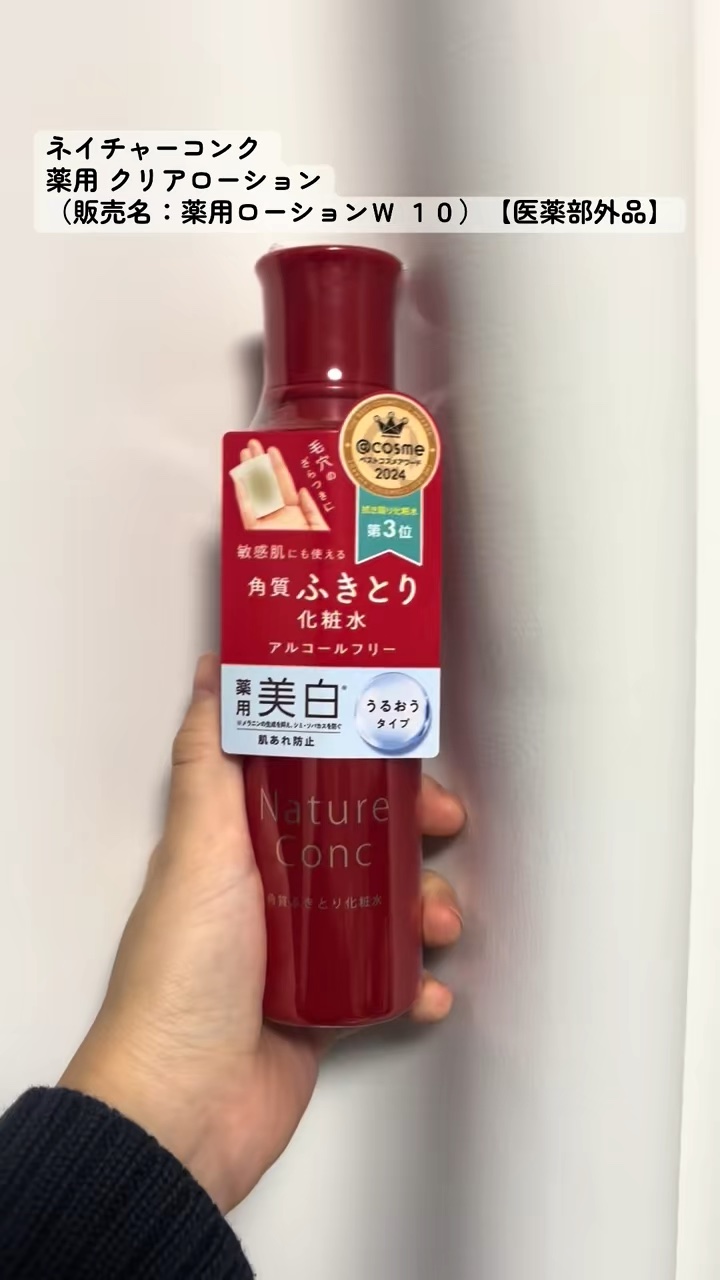 ネイチャーコンク
薬用 クリアローション
（販売名：薬用ローションＷ １０）【医薬部外品】
@cosme
ベストコスメアワード
2024
拭き取り化粧水
第3位
毛穴の
ざらつきに
敏感肌にも使える
角質ふきとり
化粧水
アルコールフリー
薬用美白※
※メラニンの生成を抑え、シミ・ソバカスを防ぐ
肌あれ防止
うるおう
タイプ
Nature
Conc
角質ふきとり化粧水